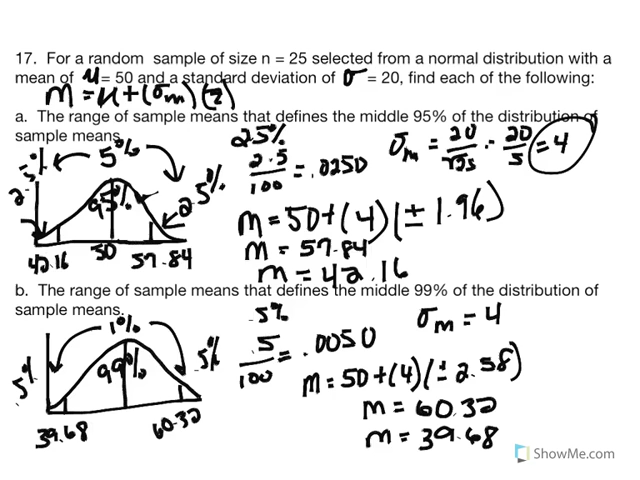 17. For a random sample of size n = 25 selected from a normal distribution with a
mean of μ = 50 and a standard deviation of σ = 20, find each of the following:
m = μ + (σm)(z)
a. The range of sample means that defines the middle 95% of the distribution of
sample means.
2.5%
2.5/100 = .0250
σm = 20/√25 = 20/5 = 4
5%
2.5%
95%
2.5%
42.16 50 57.84
m = 50 + (4)(± 1.96)
m = 57.84
m = 42.16
b. The range of sample means that defines the middle 99% of the distribution of
sample means.
.5%
.5/100 = .0050
σm = 4
1%
.5%
99%
.5%
39.68 60.32
m = 50 + (4)(± 2.58)
m = 60.32
m = 39.68
ShowMe.com